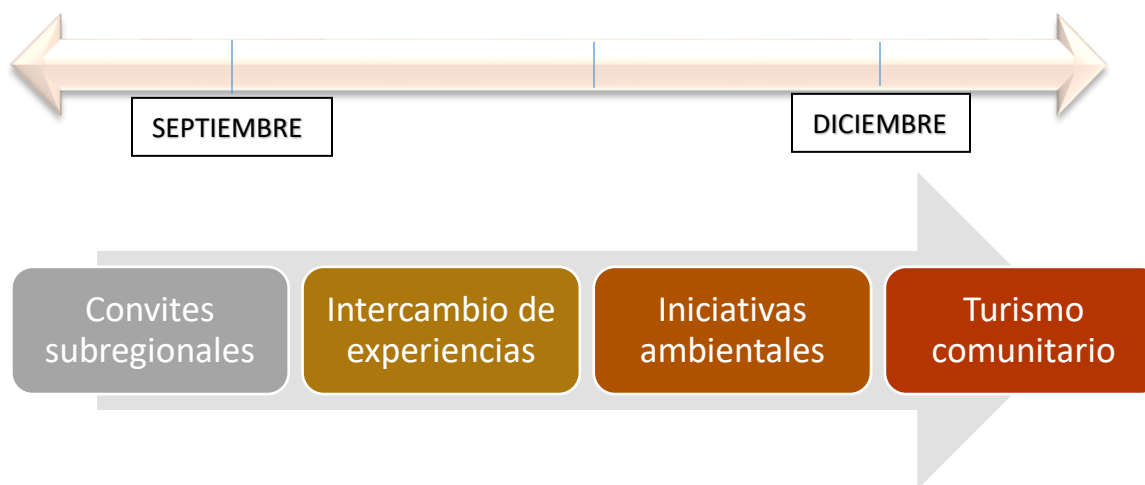 SEPTIEMBRE
DICIEMBRE
Convites
subregionales
Intercambio de
experiencias
Iniciativas
ambientales
Turismo
comunitario